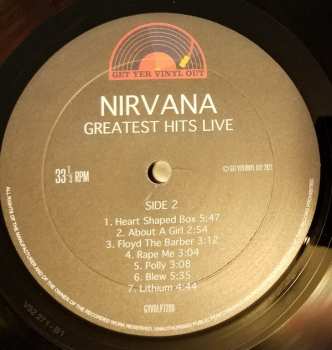 GET YER VINYL OUT
NIRVANA
GREATEST HITS LIVE
33 1/3 RPM
SIDE 2
1. Heart Shaped Box 5:47
2. About A Girl 2:54
3. Floyd The Barber 3:12
4. Rape Me 3:04
5. Polly 3:08
6. Blew 5:35
7. Lithium 4:44